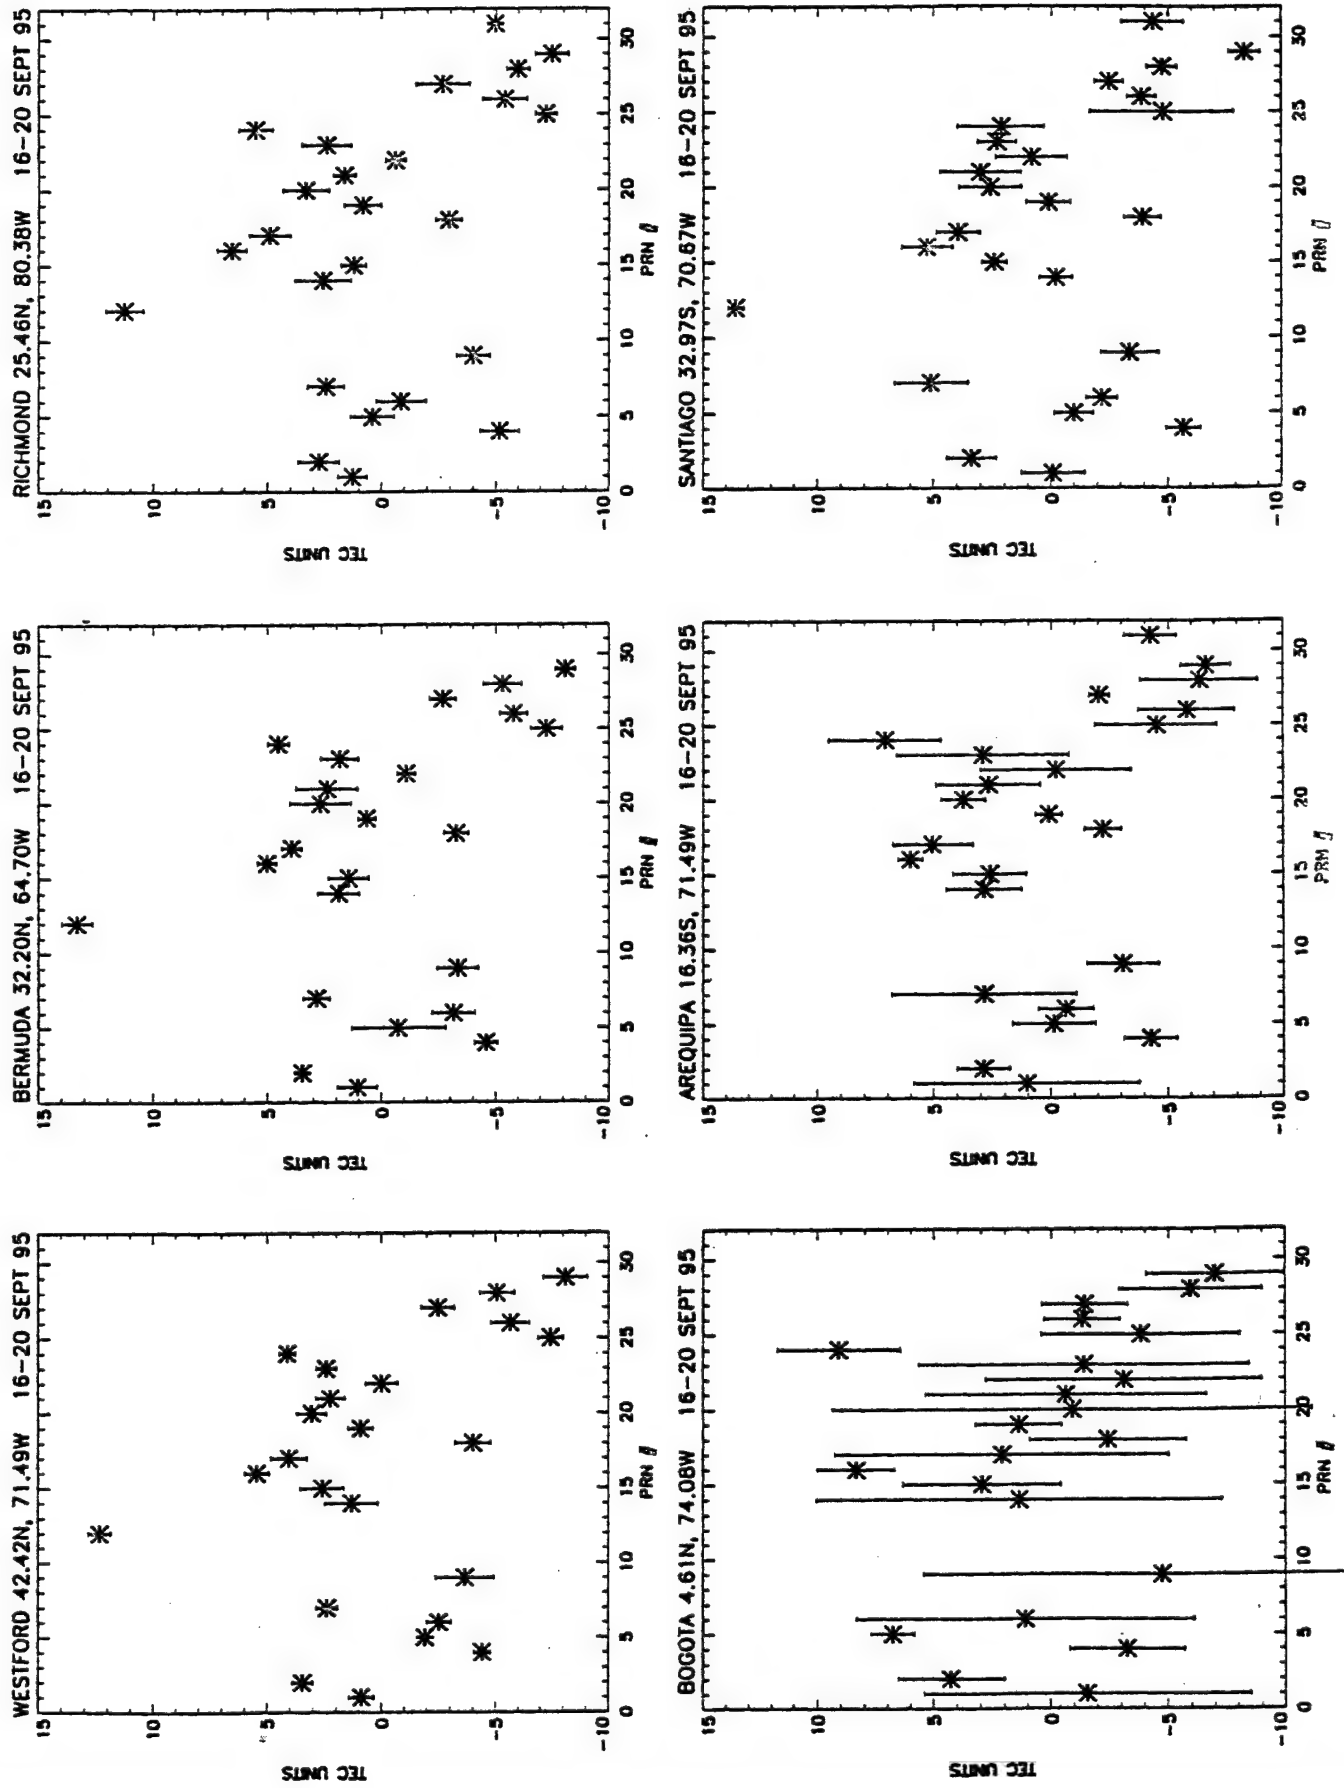 WESTFORD 42.42N, 71.49W 16-20 SEPT 95
15
10
5
0
-5
-10
TEC UNITS
0 5 10 15 20 25 30
PRN #
BERMUDA 32.20N, 64.70W 16-20 SEPT 95
15
10
5
0
-5
-10
TEC UNITS
0 5 10 15 20 25 30
PRN #
RICHMOND 25.46N, 80.38W 16-20 SEPT 95
15
10
5
0
-5
-10
TEC UNITS
0 5 10 15 20 25 30
PRN #
BOGOTA 4.61N, 74.08W 16-20 SEPT 95
15
10
5
0
-5
-10
TEC UNITS
0 5 10 15 20 25 30
PRN #
AREQUIPA 16.36S, 71.49W 16-20 SEPT 95
15
10
5
0
-5
-10
TEC UNITS
0 5 10 15 20 25 30
PRN #
SANTIAGO 32.97S, 70.67W 16-20 SEPT 95
15
10
5
0
-5
-10
TEC UNITS
0 5 10 15 20 25 30
PRN #